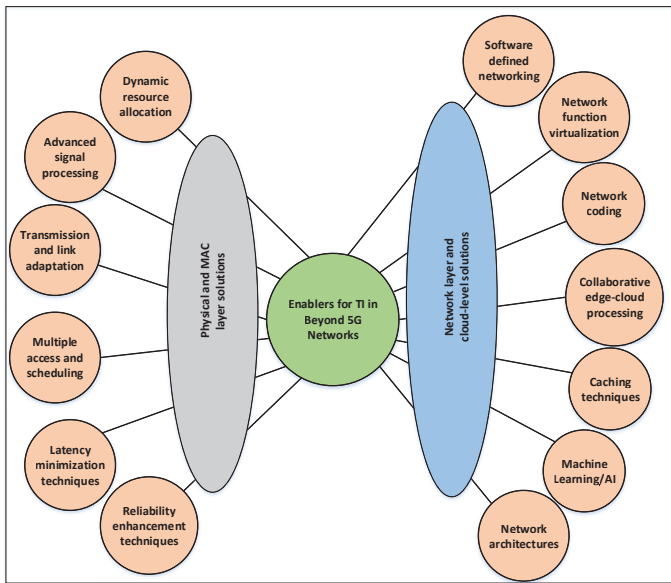 Dynamic
resource
allocation
Advanced
signal
processing
Transmission
and link
adaptation
Multiple
access and
scheduling
Latency
minimization
techniques
Reliability
enhancement
techniques
Physical and MAC
layer solutions
Enablers for TI in
Beyond 5G
Networks
Network layer and
cloud-level solutions
Software
defined
networking
Network
function
virtualization
Network
coding
Collaborative
edge-cloud
processing
Caching
techniques
Machine
Learning/AI
Network
architectures